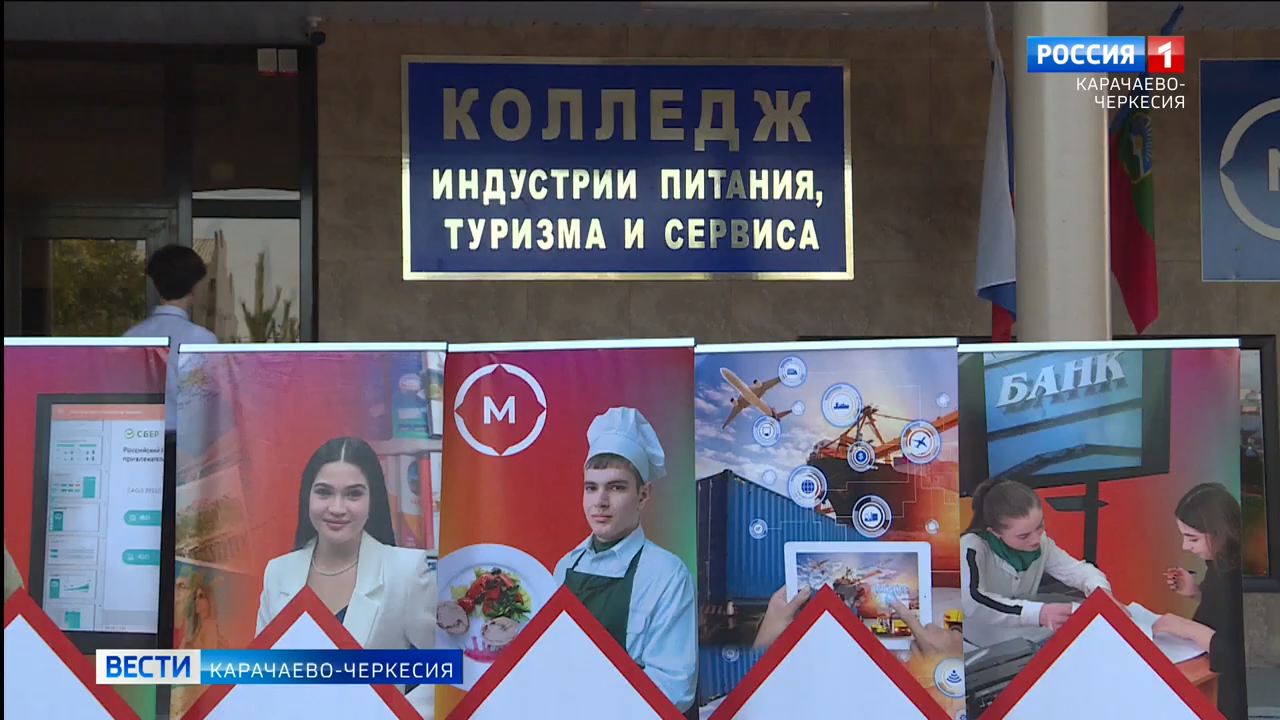 РОССИЯ 1
КАРАЧАЕВО-
ЧЕРКЕСИЯ
КОЛЛЕДЖ
ИНДУСТРИИ ПИТАНИЯ,
ТУРИЗМА И СЕРВИСА
М
М
БАНК
СБЕР
ВЕСТИ КАРАЧАЕВО-ЧЕРКЕСИЯ